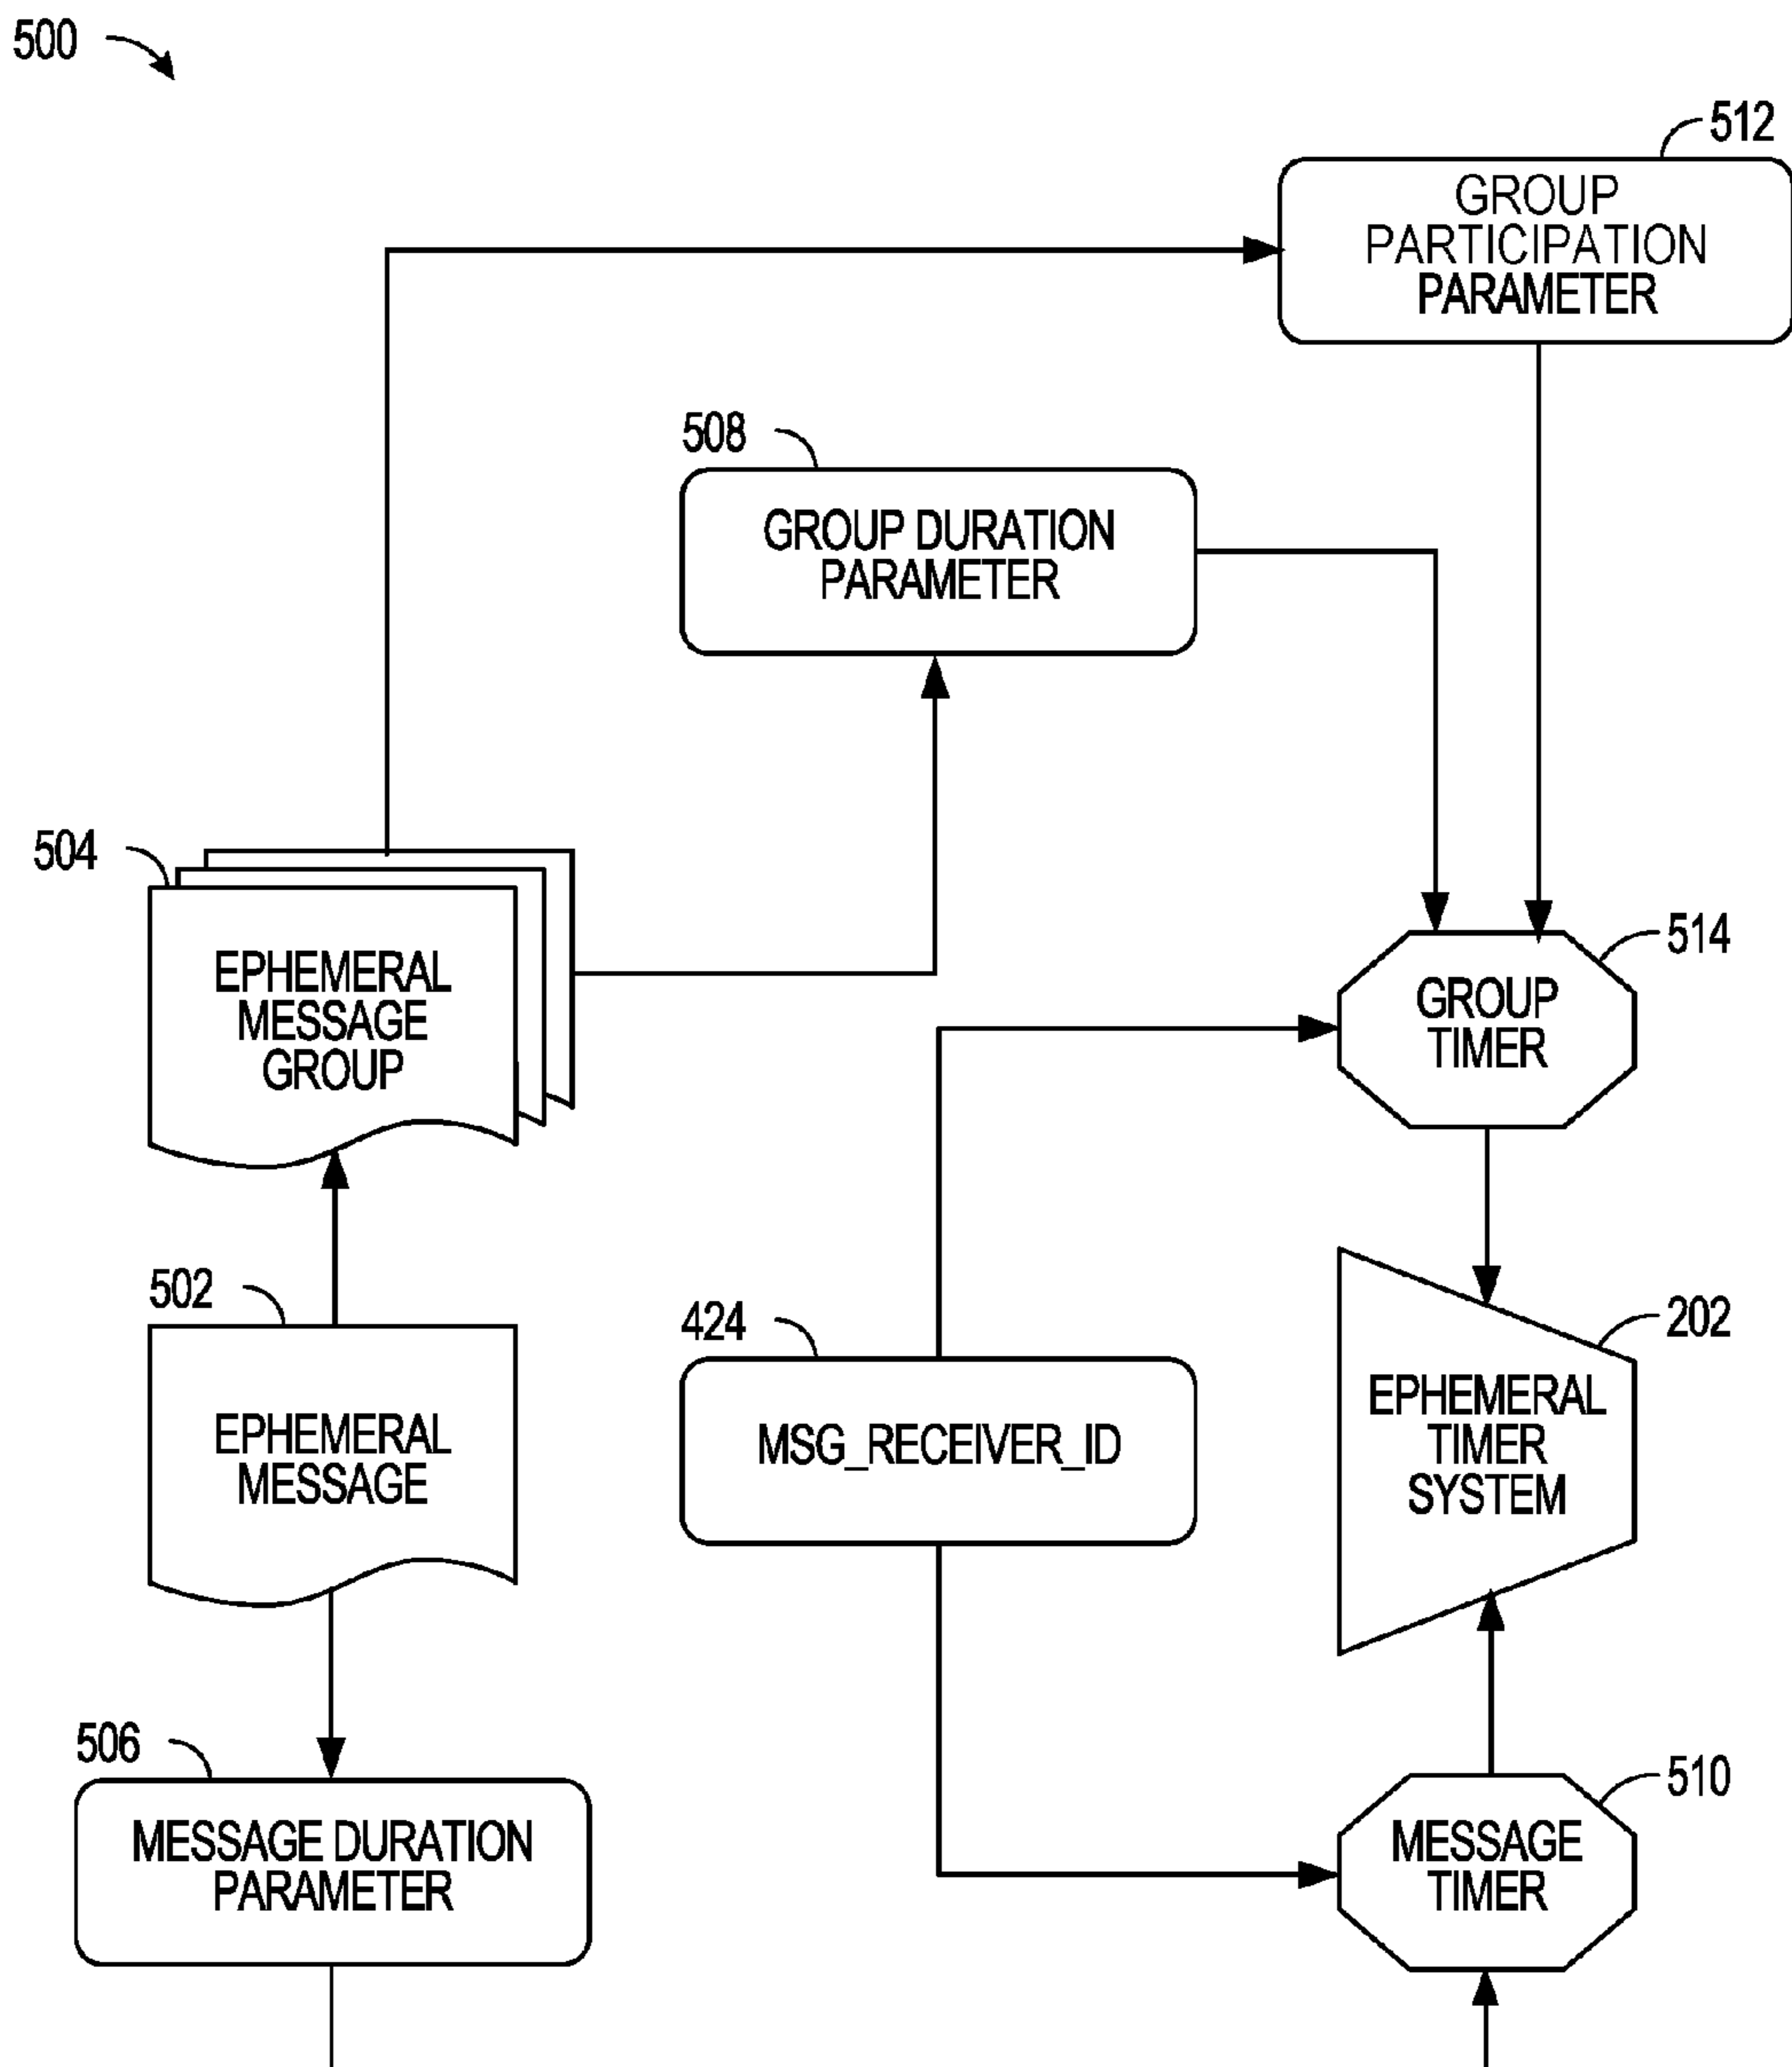 500
512
GROUP
PARTICIPATION
PARAMETER
508
GROUP DURATION
PARAMETER
504
EPHEMERAL
MESSAGE
GROUP
514
GROUP
TIMER
502
EPHEMERAL
MESSAGE
424
MSG_RECEIVER_ID
202
EPHEMERAL
TIMER
SYSTEM
506
MESSAGE DURATION
PARAMETER
510
MESSAGE
TIMER